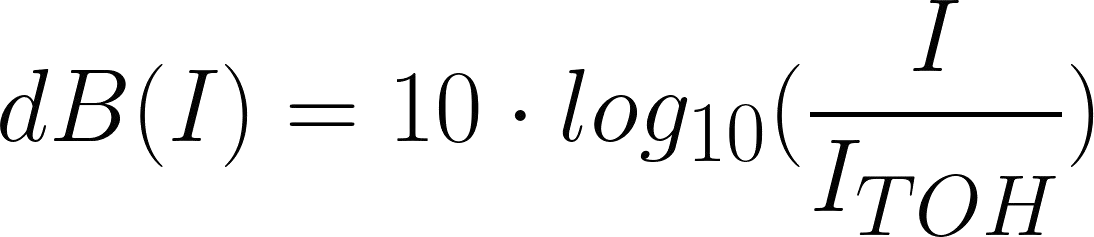 dB(I) = 10 · log₁₀(I/I_TOH)